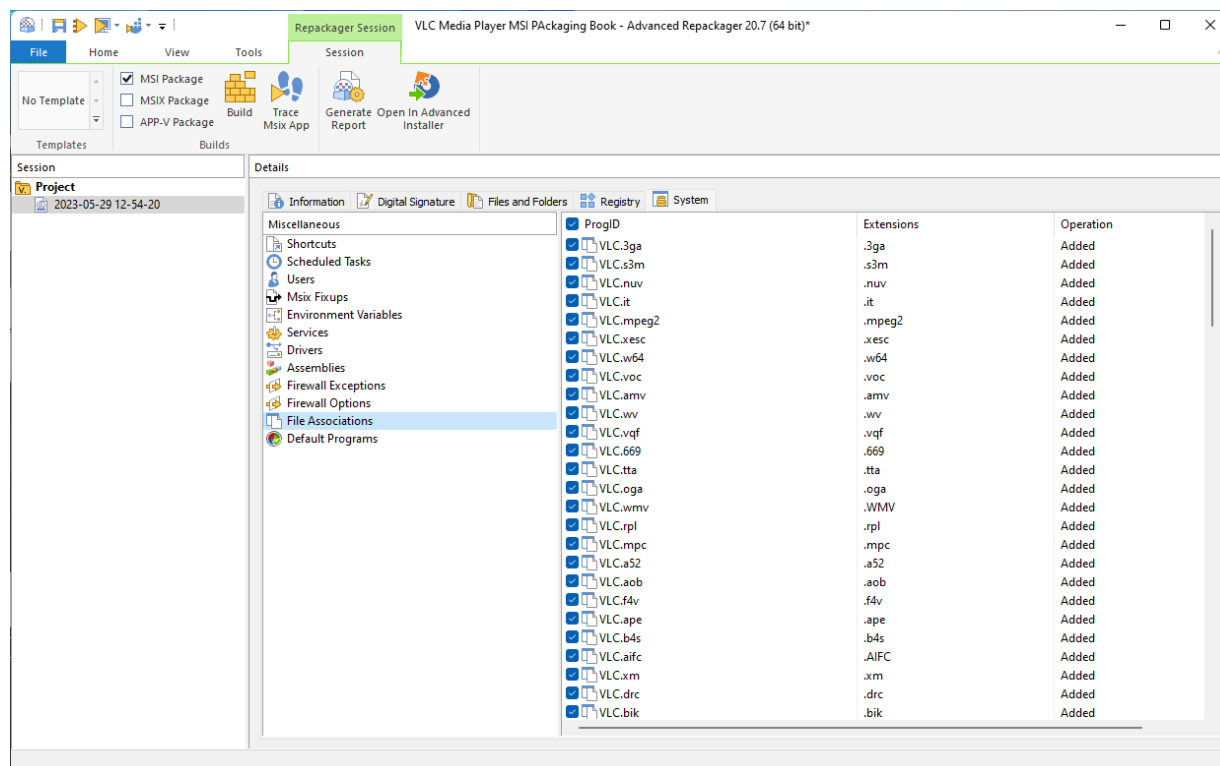 Repackager Session VLC Media Player MSI PAckaging Book - Advanced Repackager 20.7 (64 bit)*
File Home View Tools Session
No Template
MSI Package
MSIX Package
APP-V Package
Build
Trace Msix App
Generate Report
Open In Advanced Installer
Templates Builds
Session
Project
2023-05-29 12-54-20
Details
Information Digital Signature Files and Folders Registry System
Miscellaneous
Shortcuts
Scheduled Tasks
Users
Msix Fixups
Environment Variables
Services
Drivers
Assemblies
Firewall Exceptions
Firewall Options
File Associations
Default Programs
ProgID Extensions Operation
VLC.3ga .3ga Added
VLC.s3m .s3m Added
VLC.nuv .nuv Added
VLC.it .it Added
VLC.mpeg2 .mpeg2 Added
VLC.xesc .xesc Added
VLC.w64 .w64 Added
VLC.voc .voc Added
VLC.amv .amv Added
VLC.wv .wv Added
VLC.vqf .vqf Added
VLC.669 .669 Added
VLC.tta .tta Added
VLC.oga .oga Added
VLC.wmv .WMV Added
VLC.rpl .rpl Added
VLC.mpc .mpc Added
VLC.a52 .a52 Added
VLC.aob .aob Added
VLC.f4v .f4v Added
VLC.ape .ape Added
VLC.b4s .b4s Added
VLC.aifc .AIFC Added
VLC.xm .xm Added
VLC.drc .drc Added
VLC.bik .bik Added